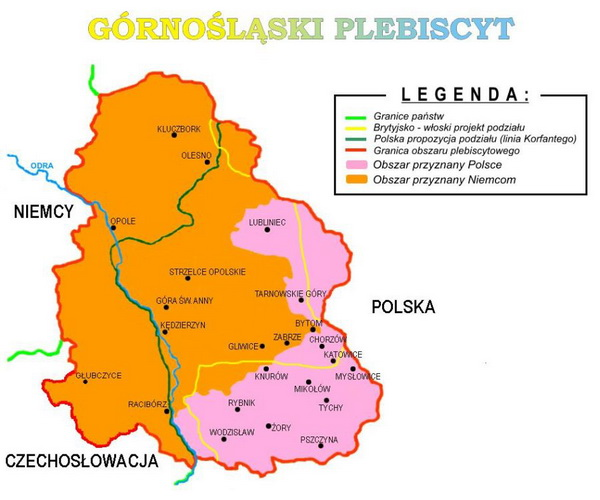 GÓRNOŚLĄSKI PLEBISCYT
LEGENDA:
Granice państw
Brytyjsko - włoski projekt podziału
Polska propozycja podziału (linia Korfantego)
Granica obszaru plebiscytowego
Obszar przyznany Polsce
Obszar przyznany Niemcom
KLUCZBORK
OLESNO
ODRA
NIEMCY
OPOLE
LUBLINIEC
STRZELCE OPOLSKIE
TARNOWSKIE GÓRY
GÓRA ŚW. ANNY
POLSKA
KĘDZIERZYN
BYTOM
ZABRZE
CHORZÓW
GLIWICE
KATOWICE
KNURÓW
MYSŁOWICE
GŁUBCZYCE
MIKOŁÓW
RACIBÓRZ
RYBNIK
TYCHY
WODZISŁAW
ŻORY
PSZCZYNA
CZECHOSŁOWACJA